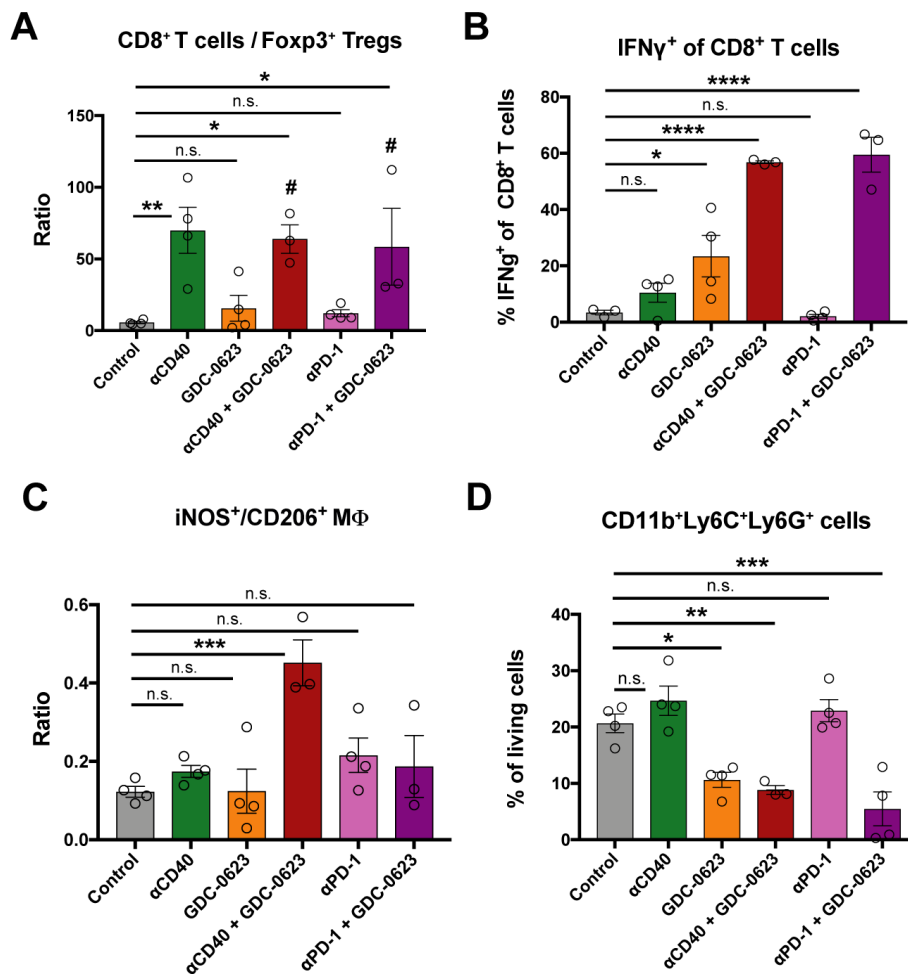 A
CD8⁺ T cells / Foxp3⁺ Tregs
*
n.s.
*
n.s.
**
#
#
150
100
50
0
Ratio
Control
αCD40
GDC-0623
αCD40 + GDC-0623
αPD-1
αPD-1 + GDC-0623
B
IFNγ⁺ of CD8⁺ T cells
****
n.s.
****
*
n.s.
80
60
40
20
0
% IFNg⁺ of CD8⁺ T cells
Control
αCD40
GDC-0623
αCD40 + GDC-0623
αPD-1
αPD-1 + GDC-0623
C
iNOS⁺/CD206⁺ MΦ
n.s.
n.s.
***
n.s.
n.s.
0.6
0.4
0.2
0.0
Ratio
Control
αCD40
GDC-0623
αCD40 + GDC-0623
αPD-1
αPD-1 + GDC-0623
D
CD11b⁺Ly6C⁺Ly6G⁺ cells
***
n.s.
**
*
n.s.
40
30
20
10
0
% of living cells
Control
αCD40
GDC-0623
αCD40 + GDC-0623
αPD-1
αPD-1 + GDC-0623